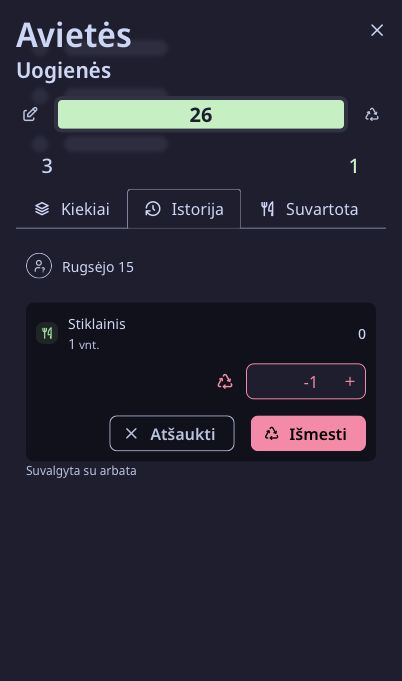 Avietės
Uogienės
26
3 1
Kiekiai Istorija Suvartota
Rugsėjo 15
Stiklainis
1 vnt. 0
-1 +
Atšaukti Išmesti
Suvalgyta su arbata